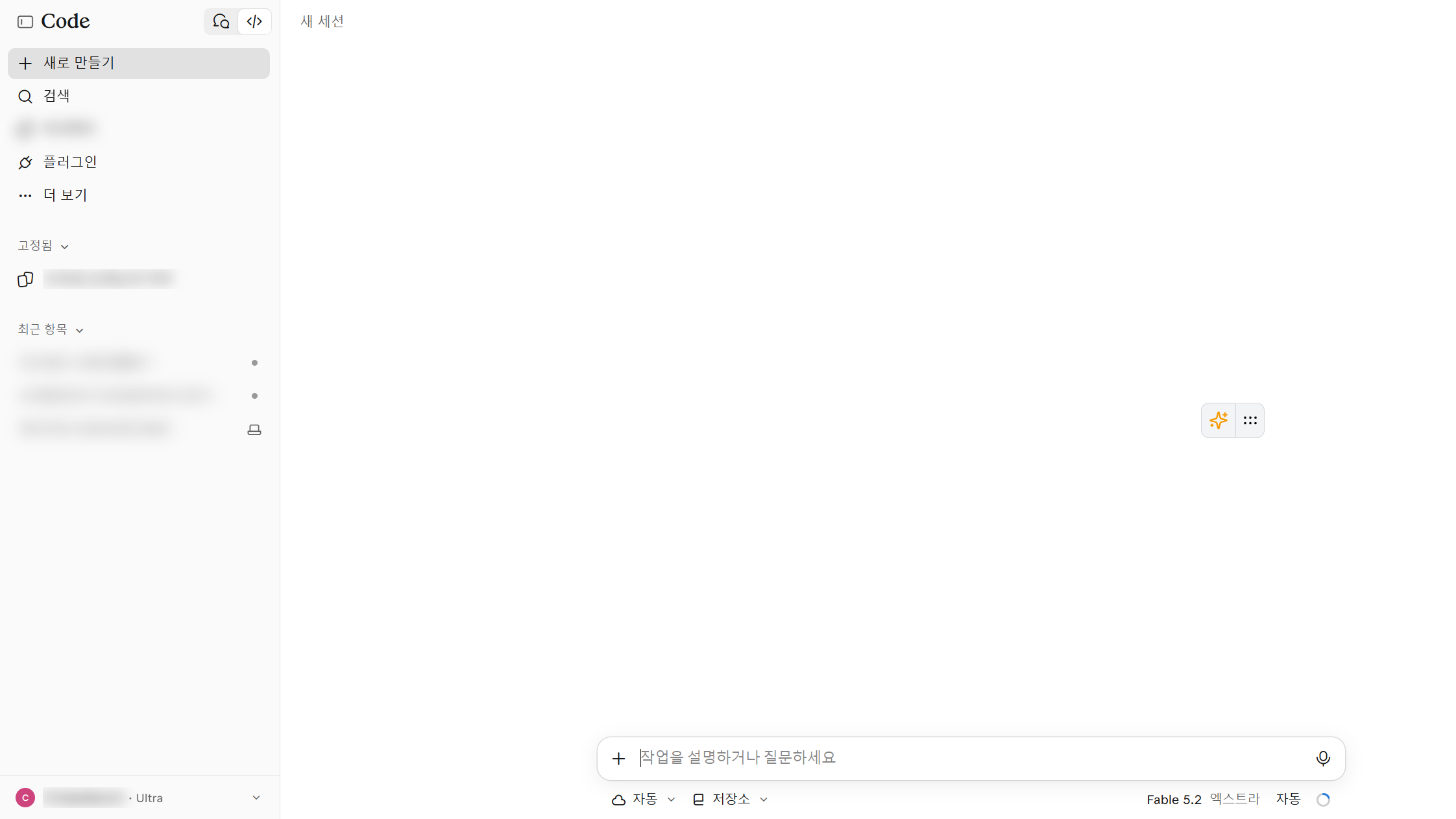 Code
새 세션
새로 만들기
검색
플러그인
더 보기
고정됨
최근 항목
작업을 설명하거나 질문하세요
자동
저장소
Fable 5.2 엑스트라 자동
C
· Ultra